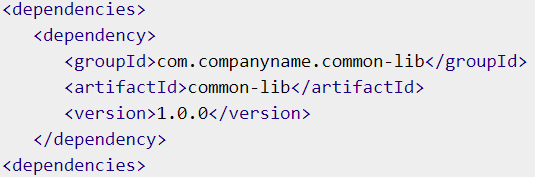 <dependencies>
<dependency>
<groupId>com.companyname.common-lib</groupId>
<artifactId>common-lib</artifactId>
<version>1.0.0</version>
</dependency>
<dependencies>